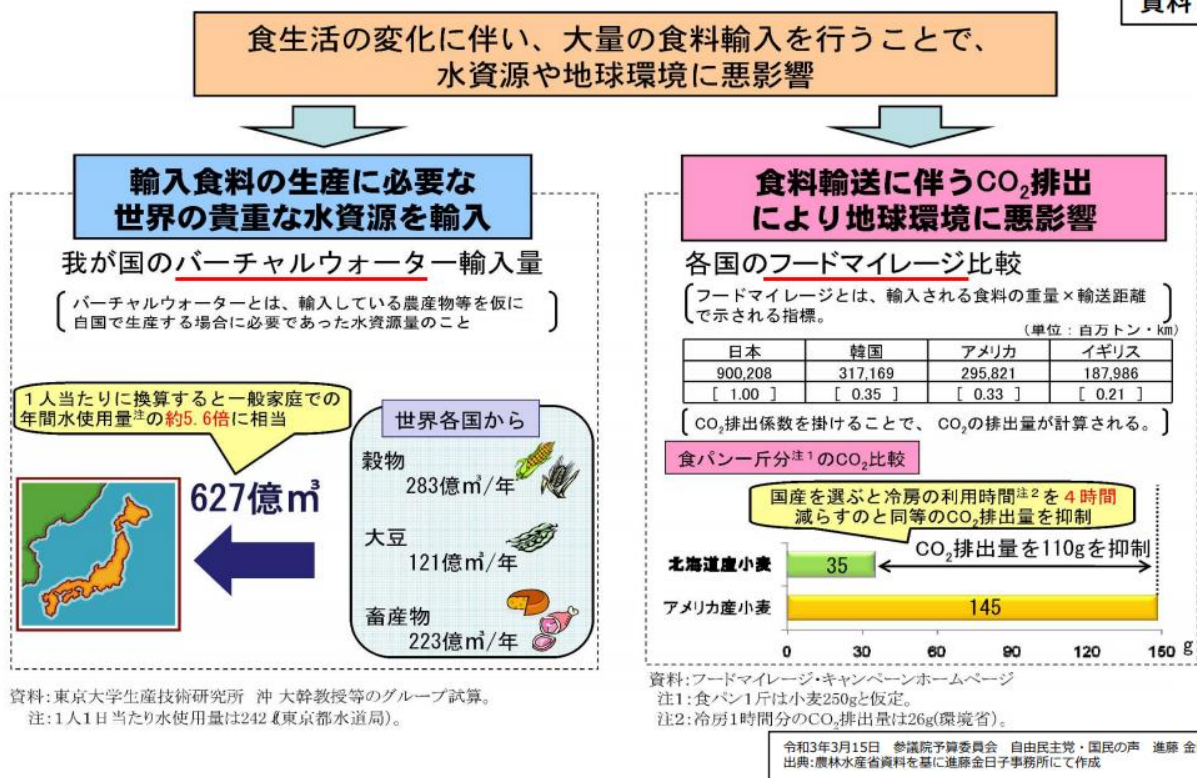 資料
食生活の変化に伴い、大量の食料輸入を行うことで、
水資源や地球環境に悪影響
輸入食料の生産に必要な
世界の貴重な水資源を輸入
我が国のバーチャルウォーター輸入量
バーチャルウォーターとは、輸入している農産物等を仮に
自国で生産する場合に必要であった水資源量のこと
1人当たりに換算すると一般家庭での
年間水使用量注の約5.6倍に相当
627億㎥
世界各国から
穀物
283億㎥/年
大豆
121億㎥/年
畜産物
223億㎥/年
資料:東京大学生産技術研究所 沖 大幹教授等のグループ試算。
注:1人1日当たり水使用量は242ℓ(東京都水道局)。
食料輸送に伴うCO₂排出
により地球環境に悪影響
各国のフードマイレージ比較
フードマイレージとは、輸入される食料の重量×輸送距離
で示される指標。
(単位:百万トン・km)
日本 韓国 アメリカ イギリス
900,208 317,169 295,821 187,986
[ 1.00 ] [ 0.35 ] [ 0.33 ] [ 0.21 ]
CO₂排出係数を掛けることで、 CO₂の排出量が計算される。
食パン一斤分注1のCO₂比較
国産を選ぶと冷房の利用時間注2を4時間
減らすのと同等のCO₂排出量を抑制
CO₂排出量を110gを抑制
北海道産小麦 35
アメリカ産小麦 145
0 30 60 90 120 150 g
資料:フードマイレージ・キャンペーンホームページ
注1:食パン1斤は小麦250gと仮定。
注2:冷房1時間分のCO₂排出量は26g(環境省)。
令和3年3月15日 参議院予算委員会 自由民主党・国民の声 進藤 金
出典:農林水産省資料を基に進藤金日子事務所にて作成